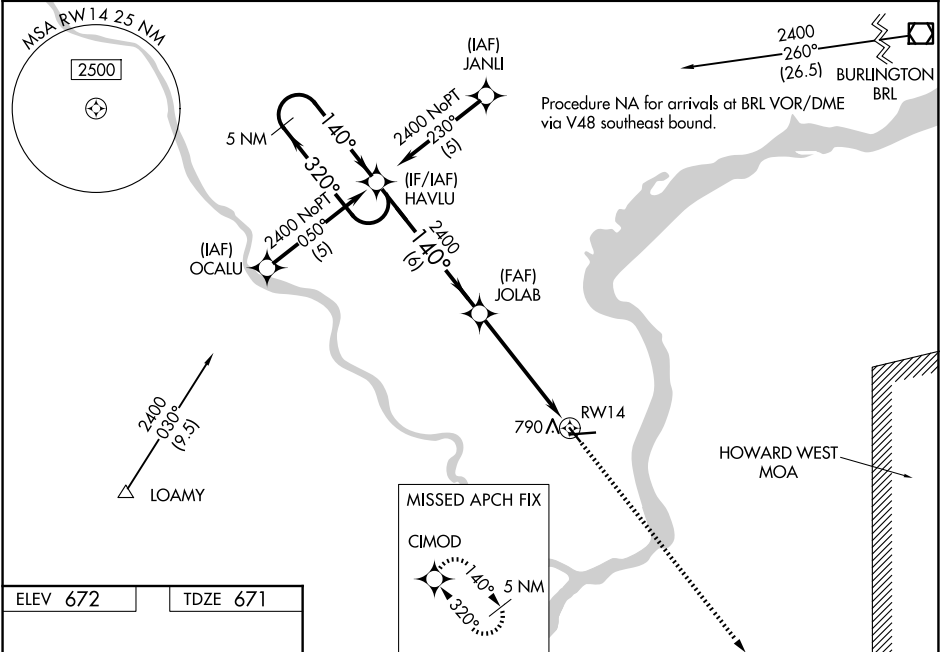 MSA RW14 25 NM
2500
(IAF)
JANLI
2400
260°
(26.5)
BURLINGTON
BRL
Procedure NA for arrivals at BRL VOR/DME
via V48 southeast bound.
5 NM
140°
320°
2400 NoPT
230°
(5)
(IF/IAF)
HAVLU
2400 NoPT
050°
(5)
(IAF)
OCALU
2400
140°
(6)
(FAF)
JOLAB
790
RW14
2400
030°
(9.5)
LOAMY
HOWARD WEST
MOA
MISSED APCH FIX
CIMOD
140°
320°
5 NM
ELEV 672
TDZE 671